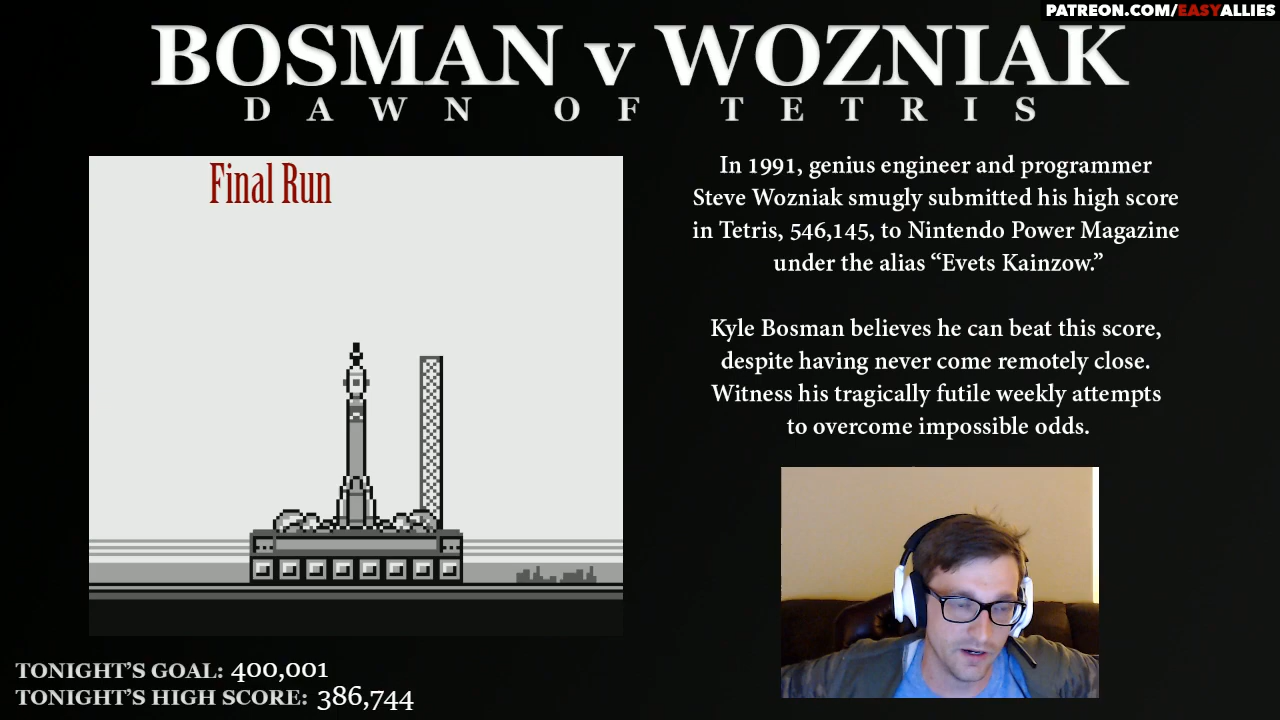 PATREON.COM/EASYALLIES
BOSMAN v WOZNIAK
DAWN OF TETRIS
Final Run
In 1991, genius engineer and programmer
Steve Wozniak smugly submitted his high score
in Tetris, 546,145, to Nintendo Power Magazine
under the alias “Evets Kainzow.”
Kyle Bosman believes he can beat this score,
despite having never come remotely close.
Witness his tragically futile weekly attempts
to overcome impossible odds.
TONIGHT’S GOAL: 400,001
TONIGHT’S HIGH SCORE: 386,744